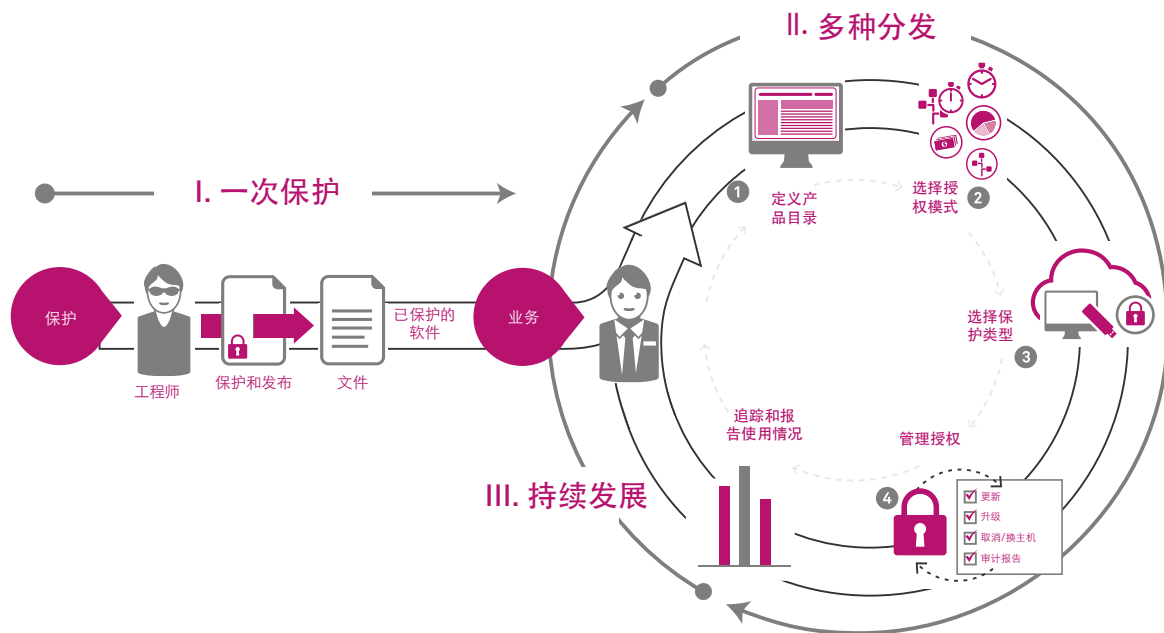 I. 一次保护
保护
工程师
保护和发布
文件
已保护的
软件
业务
II. 多种分发
1
定义产
品目录
选择授
权模式
2
选择保
护类型
3
管理授权
4
更新
升级
取消/换主机
审计报告
追踪和报
告使用情况
III. 持续发展